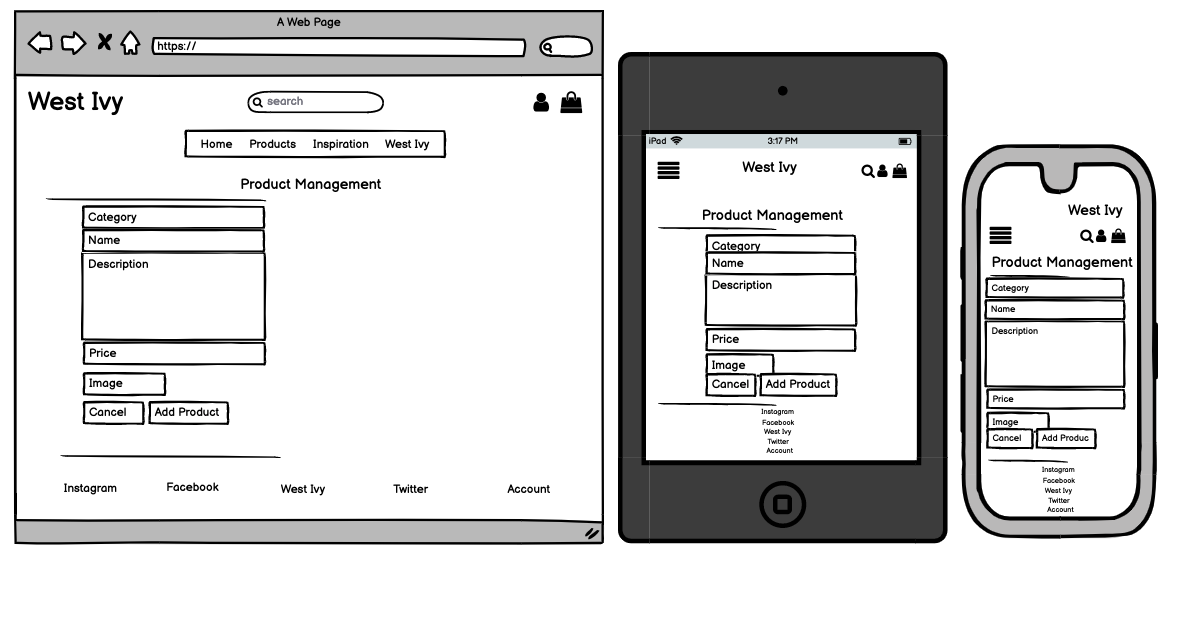 A Web Page
https://
West Ivy
search
Home Products Inspiration West Ivy
Product Management
Category
Name
Description
Price
Image
Cancel Add Product
Instagram Facebook West Ivy Twitter Account
iPad 3:17 PM
West Ivy
Product Management
Category
Name
Description
Price
Image
Cancel Add Product
Instagram
Facebook
West Ivy
Twitter
Account
West Ivy
Product Management
Category
Name
Description
Price
Image
Cancel Add Produc
Instagram
Facebook
West Ivy
Twitter
Account